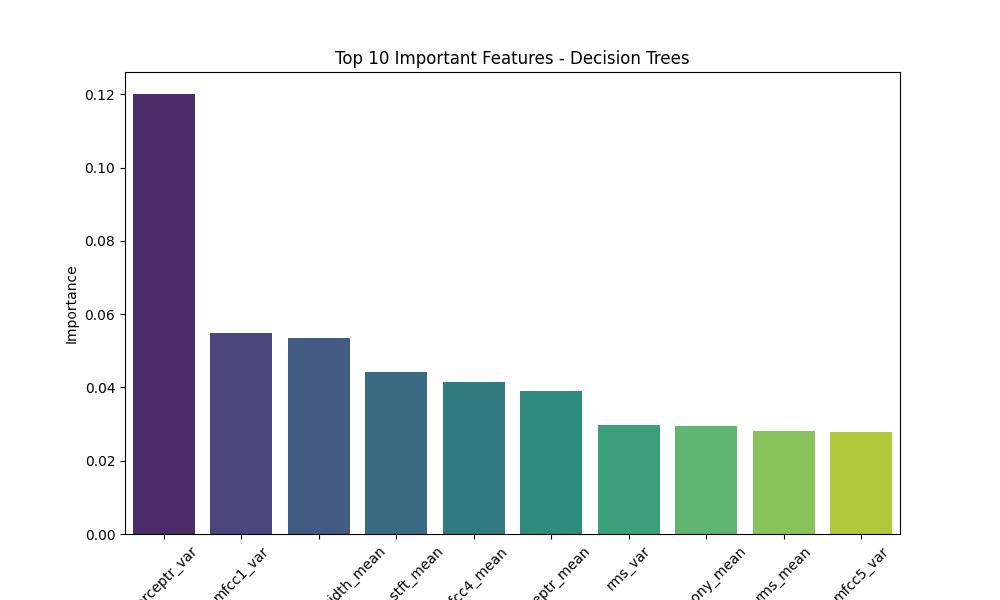 Top 10 Important Features - Decision Trees
0.12
0.10
0.08
0.06
0.04
0.02
0.00
Importance
rceptr_var
mfcc1_var
idth_mean
stft_mean
fcc4_mean
eptr_mean
rms_var
ony_mean
rms_mean
mfcc5_var